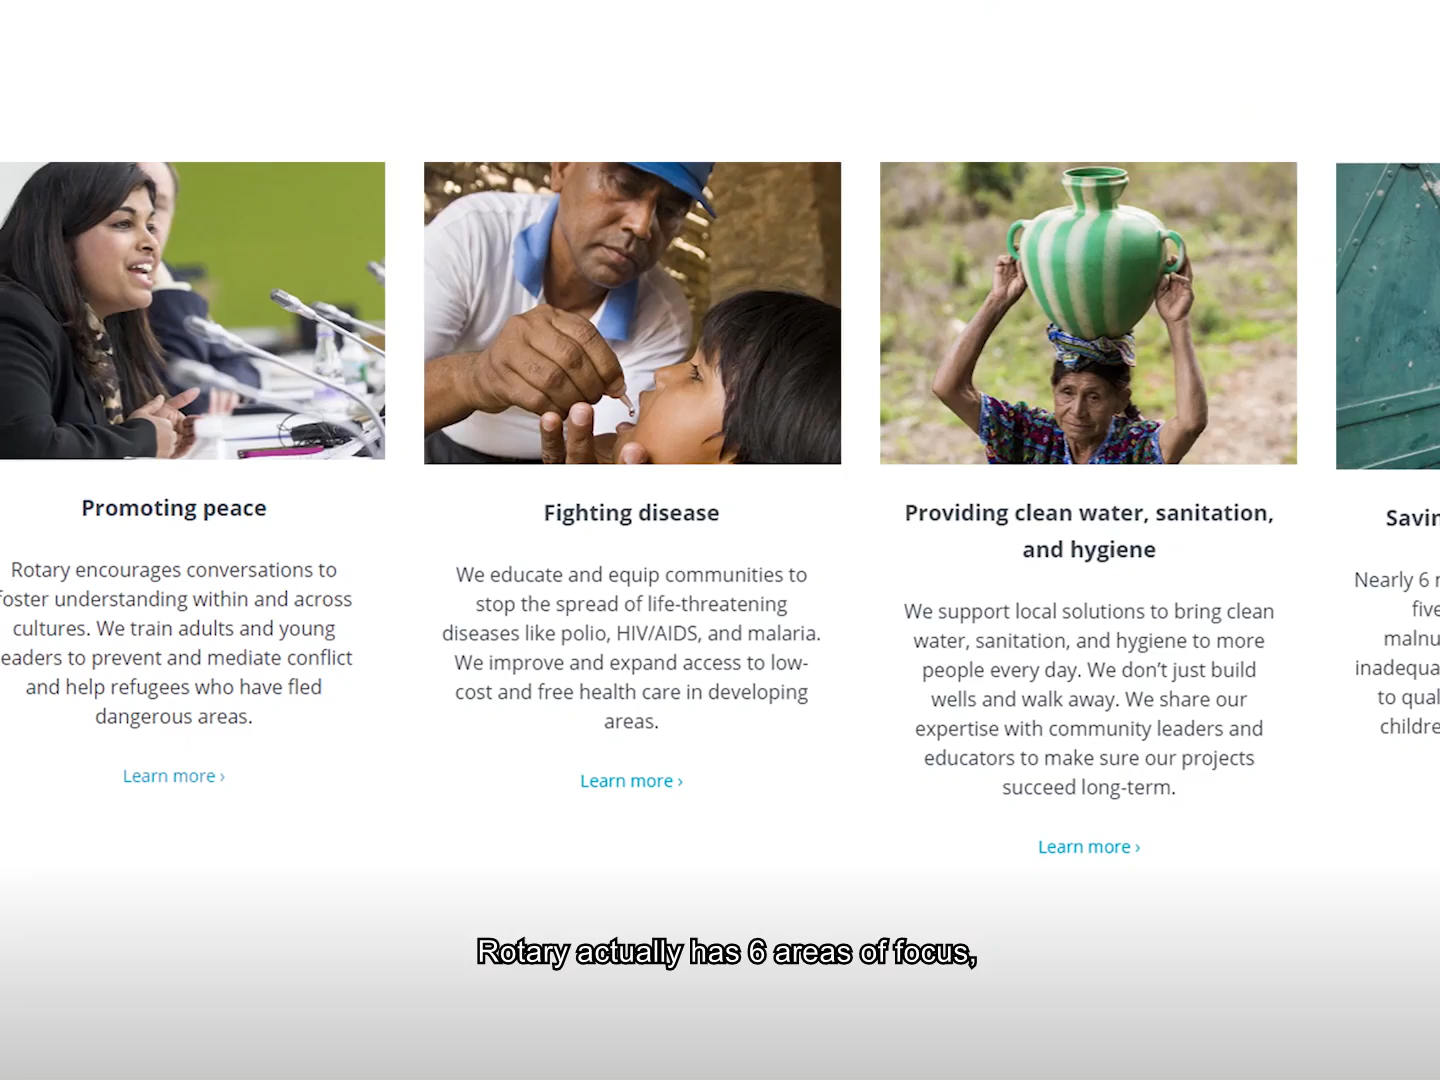 Promoting peace
Rotary encourages conversations to
foster understanding within and across
cultures. We train adults and young
leaders to prevent and mediate conflict
and help refugees who have fled
dangerous areas.
Learn more ›
Fighting disease
We educate and equip communities to
stop the spread of life-threatening
diseases like polio, HIV/AIDS, and malaria.
We improve and expand access to low-
cost and free health care in developing
areas.
Learn more ›
Providing clean water, sanitation,
and hygiene
We support local solutions to bring clean
water, sanitation, and hygiene to more
people every day. We don’t just build
wells and walk away. We share our
expertise with community leaders and
educators to make sure our projects
succeed long-term.
Learn more ›
Nearly 6
to
Rotary actually has 6 areas of focus,